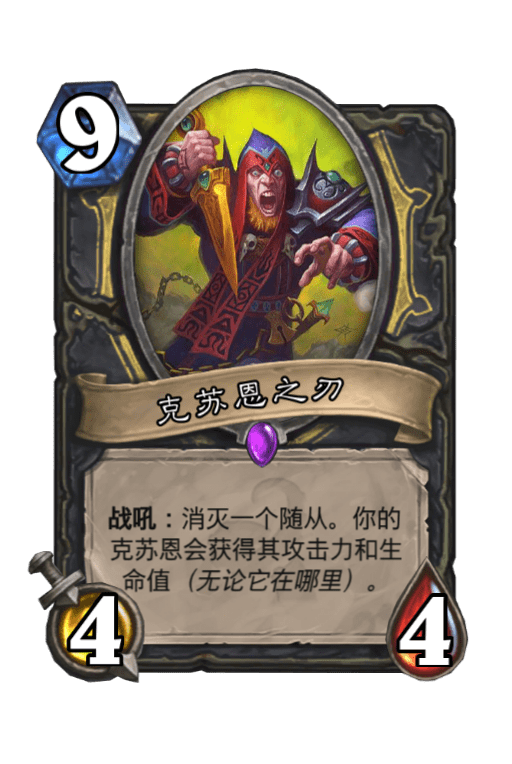 9
克苏恩之刃
战吼：消灭一个随从。你的
克苏恩会获得其攻击力和生
命值（无论它在哪里）。
4
4